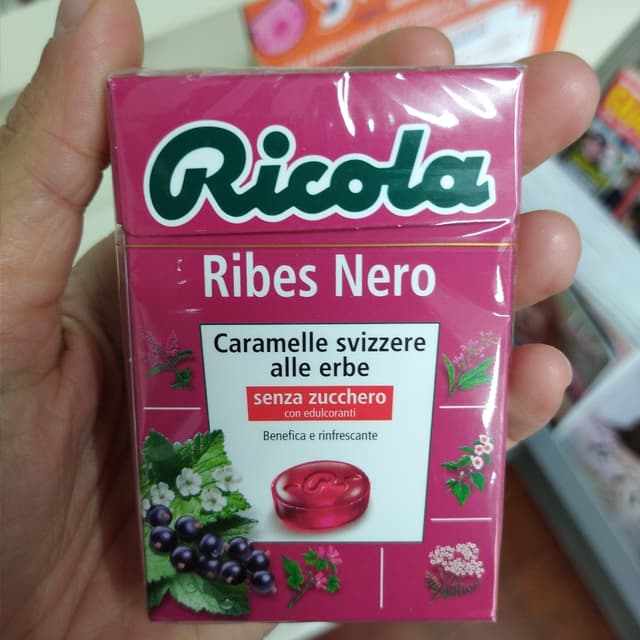 Ricola
Ribes Nero
Caramelle svizzere
alle erbe
senza zucchero
con edulcoranti
Benefica e rinfrescante